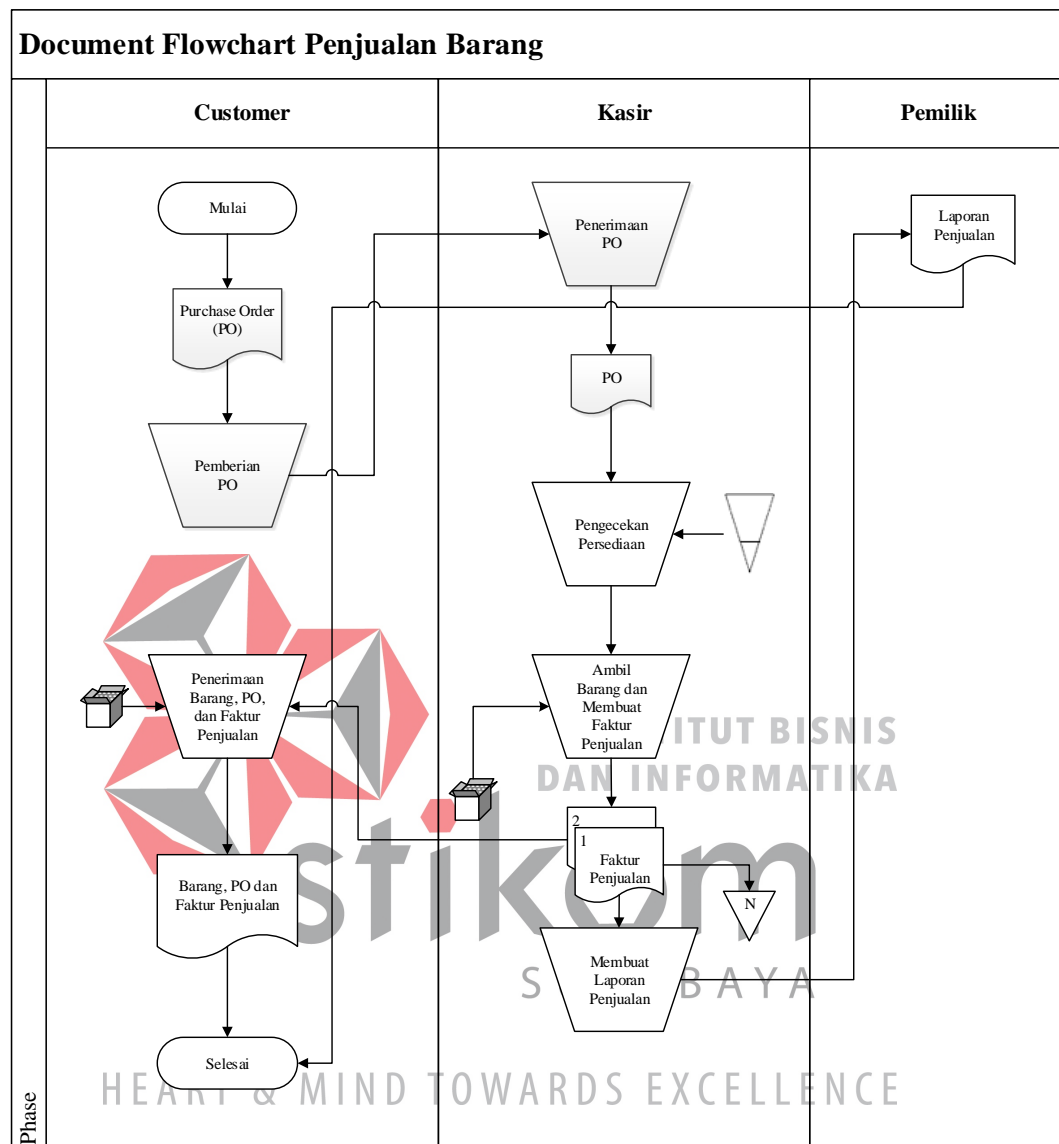 Document Flowchart Penjualan Barang
Customer
Kasir
Pemilik
Mulai
Purchase Order
(PO)
Pemberian
PO
Penerimaan
Barang, PO,
dan Faktur
Penjualan
Barang, PO dan
Faktur Penjualan
Selesai
Penerimaan
PO
PO
Pengecekan
Persediaan
Ambil
Barang dan
Membuat
Faktur
Penjualan
2
1
Faktur
Penjualan
N
Membuat
Laporan
Penjualan
Laporan
Penjualan
Phase
ITUT BISNIS
DAN INFORMATIKA
stikom
S BAYA
HEART & MIND TOWARDS EXCELLENCE